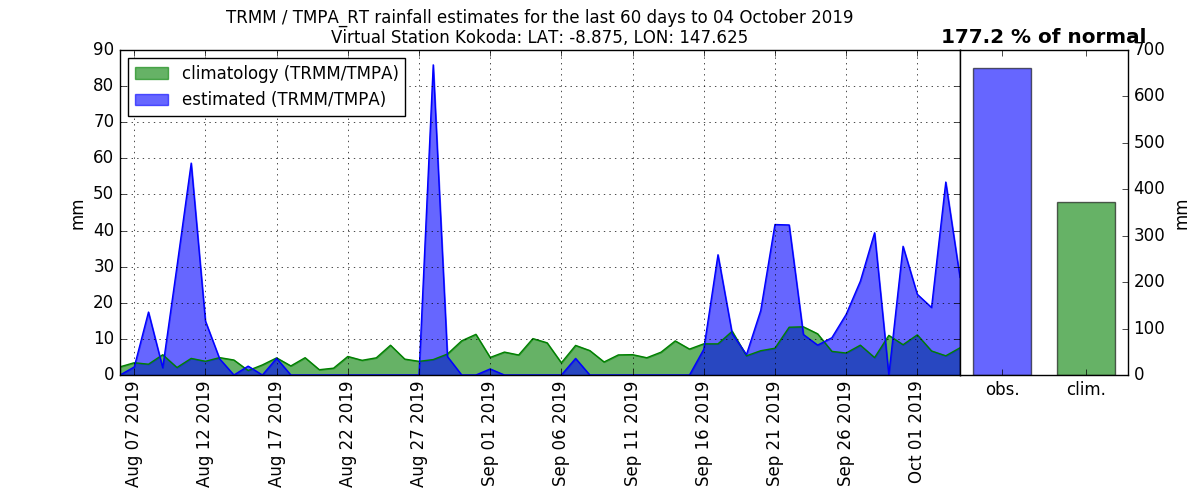 TRMM / TMPA_RT rainfall estimates for the last 60 days to 04 October 2019
Virtual Station Kokoda: LAT: -8.875, LON: 147.625
177.2 % of normal
climatology (TRMM/TMPA)
estimated (TRMM/TMPA)
mm
90
80
70
60
50
40
30
20
10
0
Aug 07 2019
Aug 12 2019
Aug 17 2019
Aug 22 2019
Aug 27 2019
Sep 01 2019
Sep 06 2019
Sep 11 2019
Sep 16 2019
Sep 21 2019
Sep 26 2019
Oct 01 2019
obs.
clim.
700
600
500
400
300
200
100
0
mm